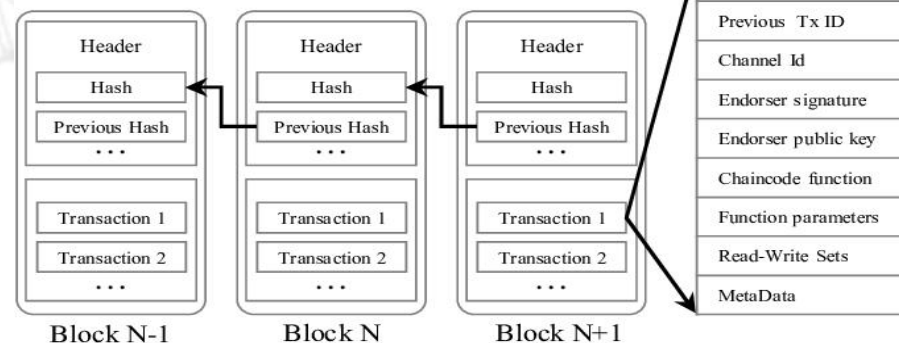 Header
Hash
Previous Hash
...
Transaction 1
Transaction 2
...
Block N-1
Header
Hash
Previous Hash
...
Transaction 1
Transaction 2
...
Block N
Header
Hash
Previous Hash
...
Transaction 1
Transaction 2
...
Block N+1
Previous Tx ID
Channel Id
Endorser signature
Endorser public key
Chaincode function
Function parameters
Read-Write Sets
MetaData